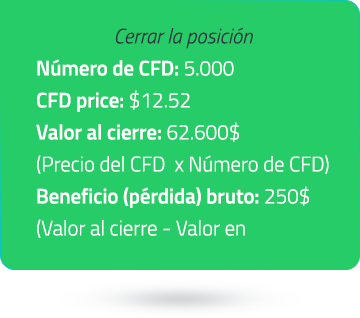 Cerrar la posición
Número de CFD: 5.000
CFD price: $12.52
Valor al cierre: 62.600$
(Precio del CFD x Número de CFD)
Beneficio (pérdida) bruto: 250$
(Valor al cierre - Valor en